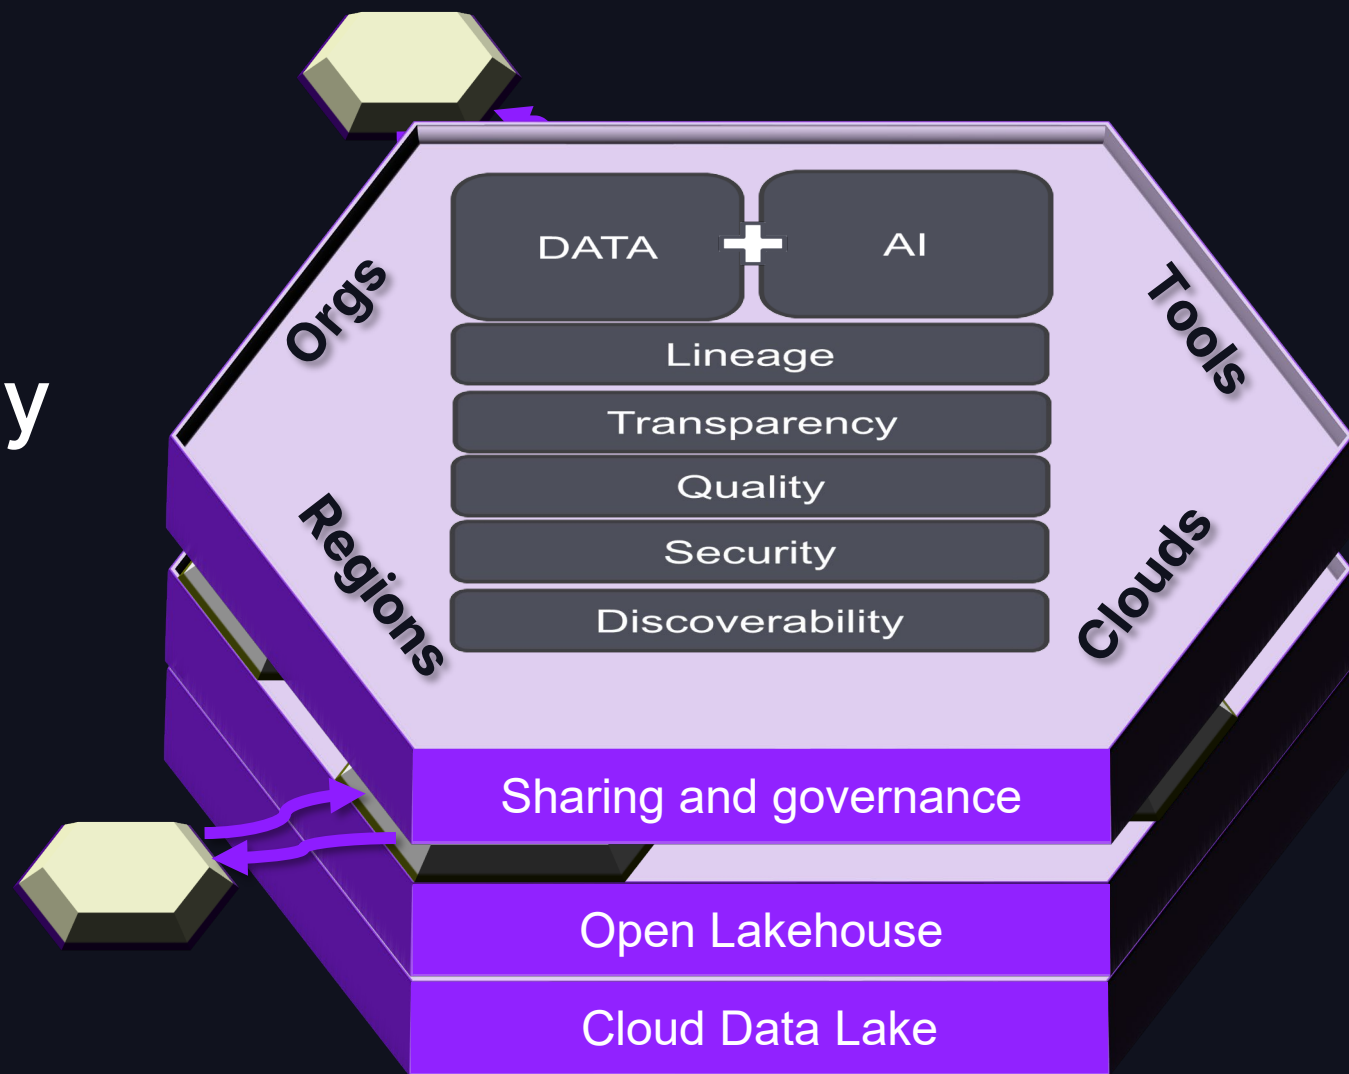 DATA
AI
Orgs
Tools
Lineage
Transparency
y
Quality
Security
Regions
Clouds
Discoverability
Sharing and governance
Open Lakehouse
Cloud Data Lake